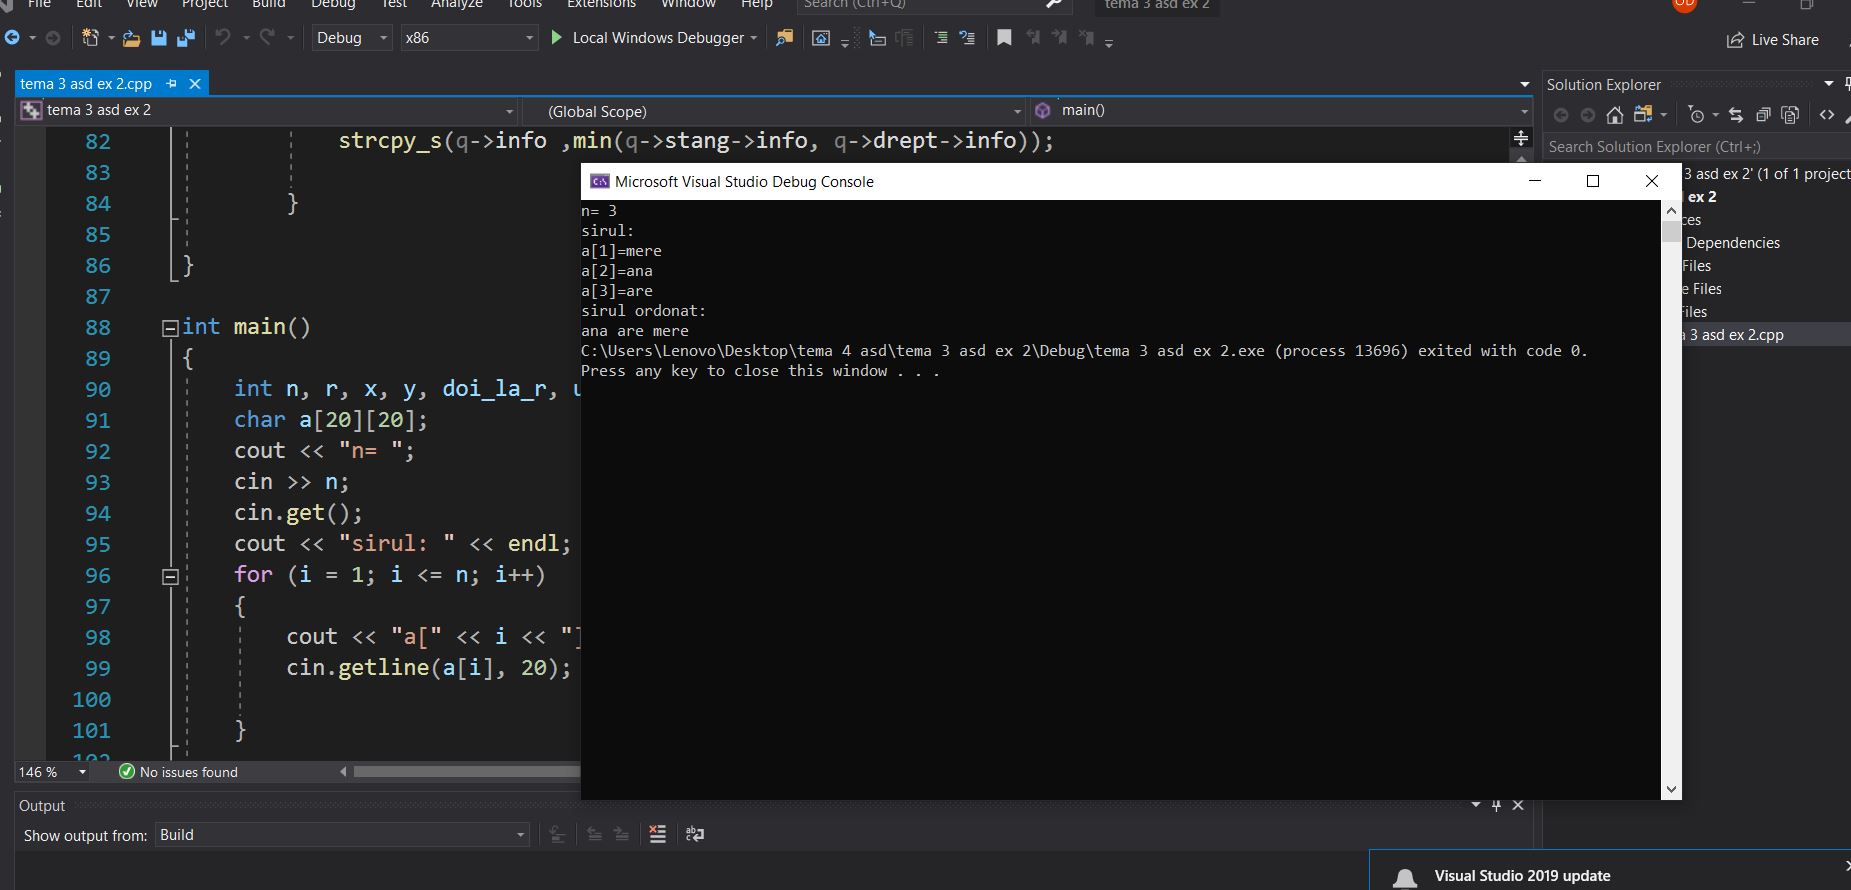 File Edit View Project Build Debug Test Analyze Tools Extensions Window Help Search (Ctrl+Q) tema 3 asd ex 2 OD
Debug x86 Local Windows Debugger Live Share
tema 3 asd ex 2.cpp
tema 3 asd ex 2 (Global Scope) main()
82 strcpy_s(q->info ,min(q->stang->info, q->drept->info));
83
84 }
85
86 }
87
88 int main()
89 {
90 int n, r, x, y, doi_la_r,
91 char a[20][20];
92 cout << "n= ";
93 cin >> n;
94 cin.get();
95 cout << "sirul: " << endl;
96 for (i = 1; i <= n; i++)
97 {
98 cout << "a[" << i << "]
99 cin.getline(a[i], 20);
100
101 }
102
146 % No issues found
Output
Show output from: Build
Microsoft Visual Studio Debug Console
n= 3
sirul:
a[1]=mere
a[2]=ana
a[3]=are
sirul ordonat:
ana are mere
C:\Users\Lenovo\Desktop\tema 4 asd\tema 3 asd ex 2\Debug\tema 3 asd ex 2.exe (process 13696) exited with code 0.
Press any key to close this window . . .
Solution Explorer
Search Solution Explorer (Ctrl+;)
3 asd ex 2' (1 of 1 project
ex 2
ces
Dependencies
Files
e Files
Files
a 3 asd ex 2.cpp
Visual Studio 2019 update